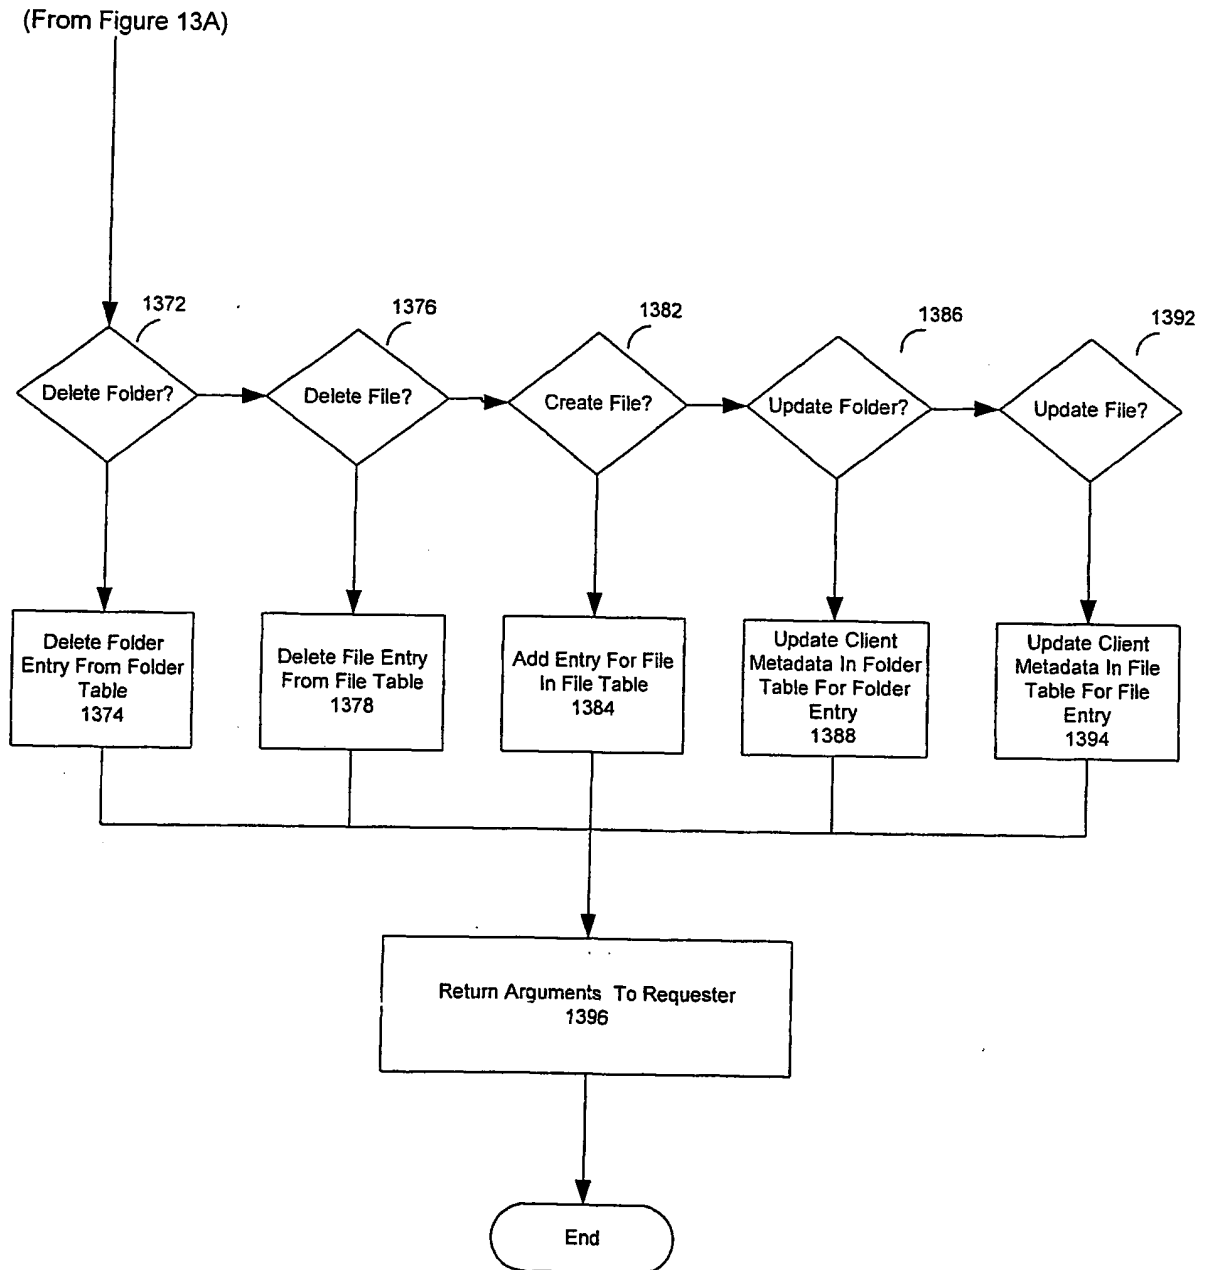 (From Figure 13A)
1372
1376
1382
1386
1392
Delete Folder?
Delete File?
Create File?
Update Folder?
Update File?
Delete Folder
Entry From Folder
Table
1374
Delete File Entry
From File Table
1378
Add Entry For File
In File Table
1384
Update Client
Metadata In Folder
Table For Folder
Entry
1388
Update Client
Metadata In File
Table For File
Entry
1394
Return Arguments To Requester
1396
End